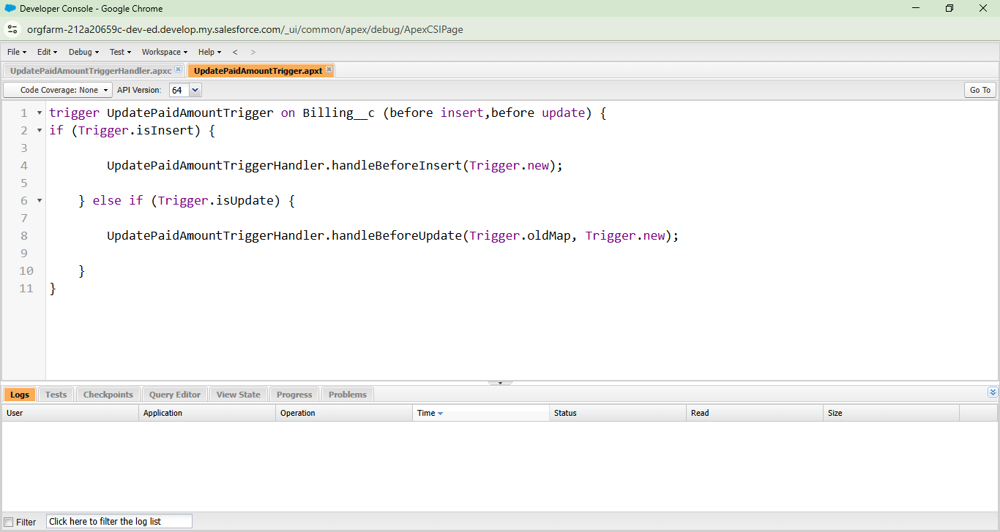 Developer Console - Google Chrome
orgfarm-212a20659c-dev-ed.develop.my.salesforce.com/_ui/common/apex/debug/ApexCSIPage
File Edit Debug Test Workspace Help < >
UpdatePaidAmountTriggerHandler.apxc UpdatePaidAmountTrigger.apxt
Code Coverage: None API Version: 64 Go To
1 trigger UpdatePaidAmountTrigger on Billing__c (before insert,before update) {
2 if (Trigger.isInsert) {
3
4 UpdatePaidAmountTriggerHandler.handleBeforeInsert(Trigger.new);
5
6 } else if (Trigger.isUpdate) {
7
8 UpdatePaidAmountTriggerHandler.handleBeforeUpdate(Trigger.oldMap, Trigger.new);
9
10 }
11 }
Logs Tests Checkpoints Query Editor View State Progress Problems
User Application Operation Time Status Read Size
Filter Click here to filter the log list